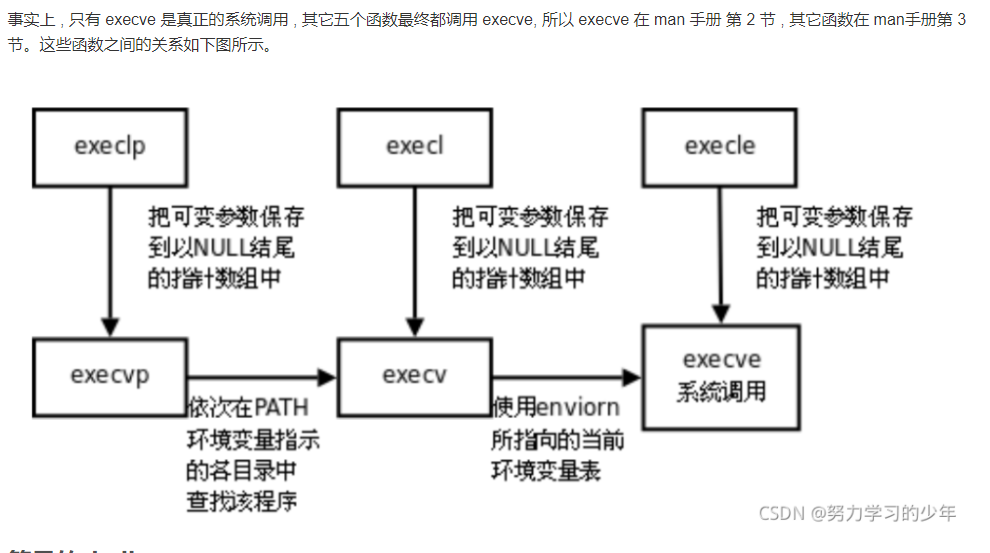 事实上 , 只有 execve 是真正的系统调用 , 其它五个函数最终都调用 execve, 所以 execve 在 man 手册 第 2 节 , 其它函数在 man手册第 3
节。这些函数之间的关系如下图所示。
execlp
execl
execle
把可变参数保存
到以NULL结尾
的指针数组中
把可变参数保存
到以NULL结尾
的指针数组中
把可变参数保存
到以NULL结尾
的指针数组中
execvp
execv
execve
系统调用
依次在PATH
环境变量指示
的各目录中
查找该程序
使用enviorn
所指向的当前
环境变量表
CSDN @努力学习的少年